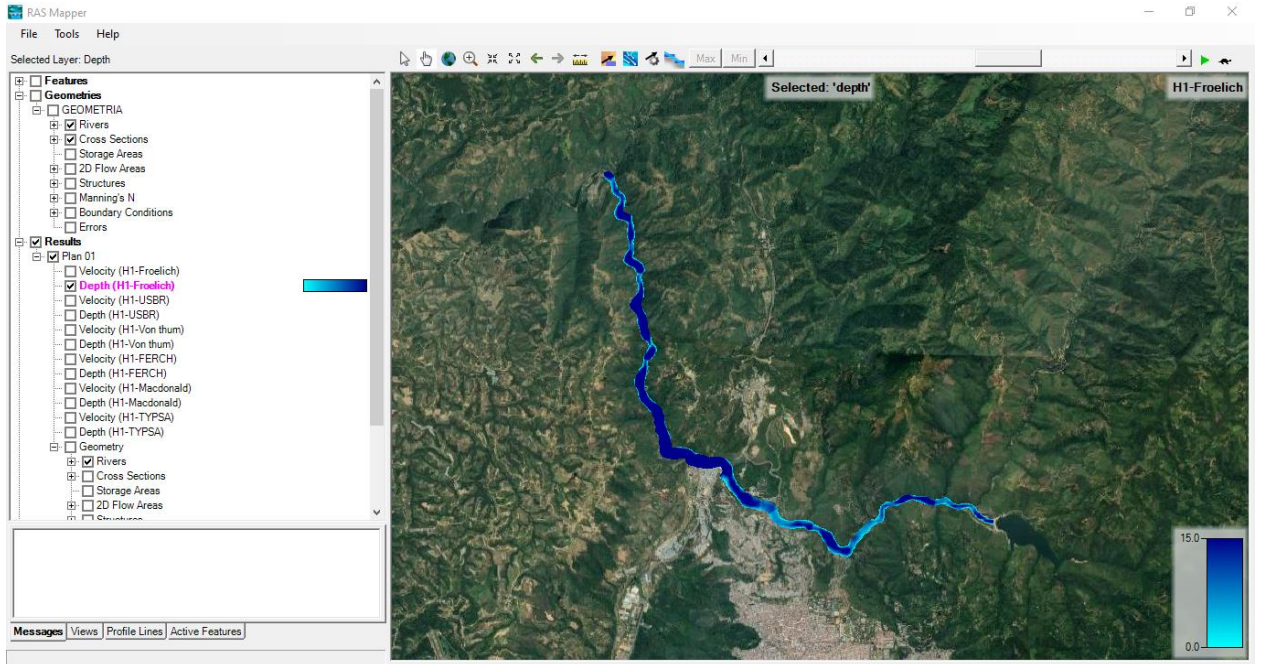 RAS Mapper
File Tools Help
Selected Layer: Depth
Max Min
Features
Geometries
GEOMETRIA
Rivers
Cross Sections
Storage Areas
2D Flow Areas
Structures
Manning's N
Boundary Conditions
Errors
Results
Plan 01
Velocity (H1-Froelich)
Depth (H1-Froelich)
Velocity (H1-USBR)
Depth (H1-USBR)
Velocity (H1-Von thum)
Depth (H1-Von thum)
Velocity (H1-FERCH)
Depth (H1-FERCH)
Velocity (H1-Macdonald)
Depth (H1-Macdonald)
Velocity (H1-TYPSA)
Depth (H1-TYPSA)
Geometry
Rivers
Cross Sections
Storage Areas
2D Flow Areas
Structures
Messages Views Profile Lines Active Features
Selected: 'depth'
H1-Froelich
15.0
0.0